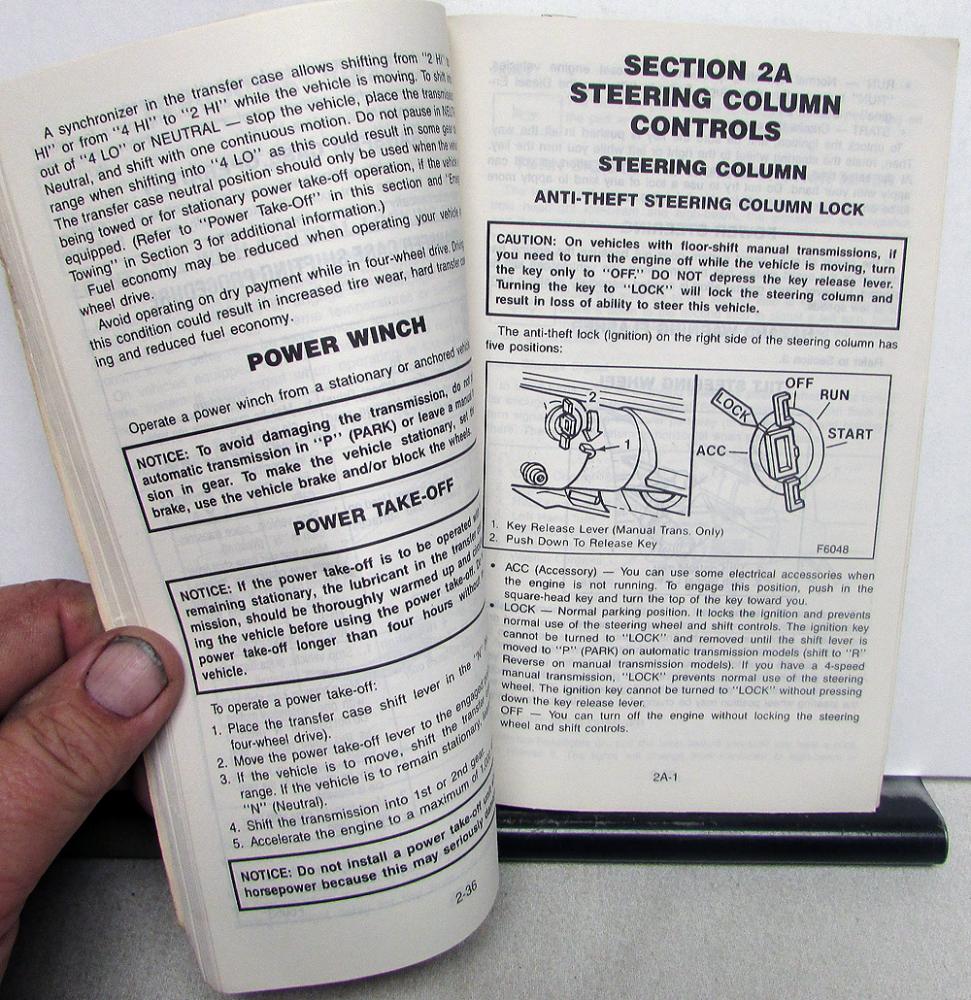 A synchronizer in the transfer case allows shifting from "2 HI" to
HI" or from "4 HI" to "2 HI" while the vehicle is moving. To shift
out of "4 LO" or NEUTRAL — stop the vehicle, place the
Neutral, and shift with one continuous motion. Do not pause in
range when shifting into "4 LO" as this could result in some gear
The transfer case neutral position should only be used when the
being towed or for stationary power take-off operation, if the
equipped. (Refer to "Power Take-Off" in this section and
Towing" in Section 3 for additional information.)
Fuel economy may be reduced when operating your vehicle
wheel drive.
Avoid operating on dry payment while in four-wheel drive. Driving
this condition could result in increased tire wear, hard transfer
ing and reduced fuel economy.
POWER WINCH
Operate a power winch from a stationary or anchored vehicle
NOTICE: To avoid damaging the transmission, do not
automatic transmission in "P" (PARK) or leave a manual
sion in gear. To make the vehicle stationary, set
brake, use the vehicle brake and/or block the wheels.
POWER TAKE-OFF
NOTICE: If the power take-off is to be operated
remaining stationary, the lubricant in the transfer
mission, should be thoroughly warmed up and
ing the vehicle before using the power take-off. Do
power take-off longer than four hours without
vehicle.
To operate a power take-off:
1. Place the transfer case shift lever in the "N"
four-wheel drive).
2. Move the power take-off lever to the engaged
3. If the vehicle is to move, shift the transfer
range. If the vehicle is to remain stationary,
"N" (Neutral).
4. Shift the transmission into 1st or 2nd gear.
5. Accelerate the engine to a maximum of
NOTICE: Do not install a power take-off
horsepower because this may seriously
2-36
SECTION 2A
STEERING COLUMN
CONTROLS
STEERING COLUMN
ANTI-THEFT STEERING COLUMN LOCK
CAUTION: On vehicles with floor-shift manual transmissions, if
you need to turn the engine off while the vehicle is moving, turn
the key only to "OFF." DO NOT depress the key release lever.
Turning the key to "LOCK" will lock the steering column and
result in loss of ability to steer this vehicle.
The anti-theft lock (ignition) on the right side of the steering column has
five positions:
2
1
LOCK
OFF
RUN
START
ACC
1. Key Release Lever (Manual Trans. Only)
2. Push Down To Release Key
F6048
• ACC (Accessory) — You can use some electrical accessories when
the engine is not running. To engage this position, push in the
square-head key and turn the top of the key toward you.
• LOCK — Normal parking position. It locks the ignition and prevents
normal use of the steering wheel and shift controls. The ignition key
cannot be turned to "LOCK" and removed until the shift lever is
moved to "P" (PARK) on automatic transmission models (shift to "R"
Reverse on manual transmission models). If you have a 4-speed
manual transmission, "LOCK" prevents normal use of the steering
wheel. The ignition key cannot be turned to "LOCK" without pressing
down the key release lever.
OFF — You can turn off the engine without locking the steering
wheel and shift controls.
2A-1